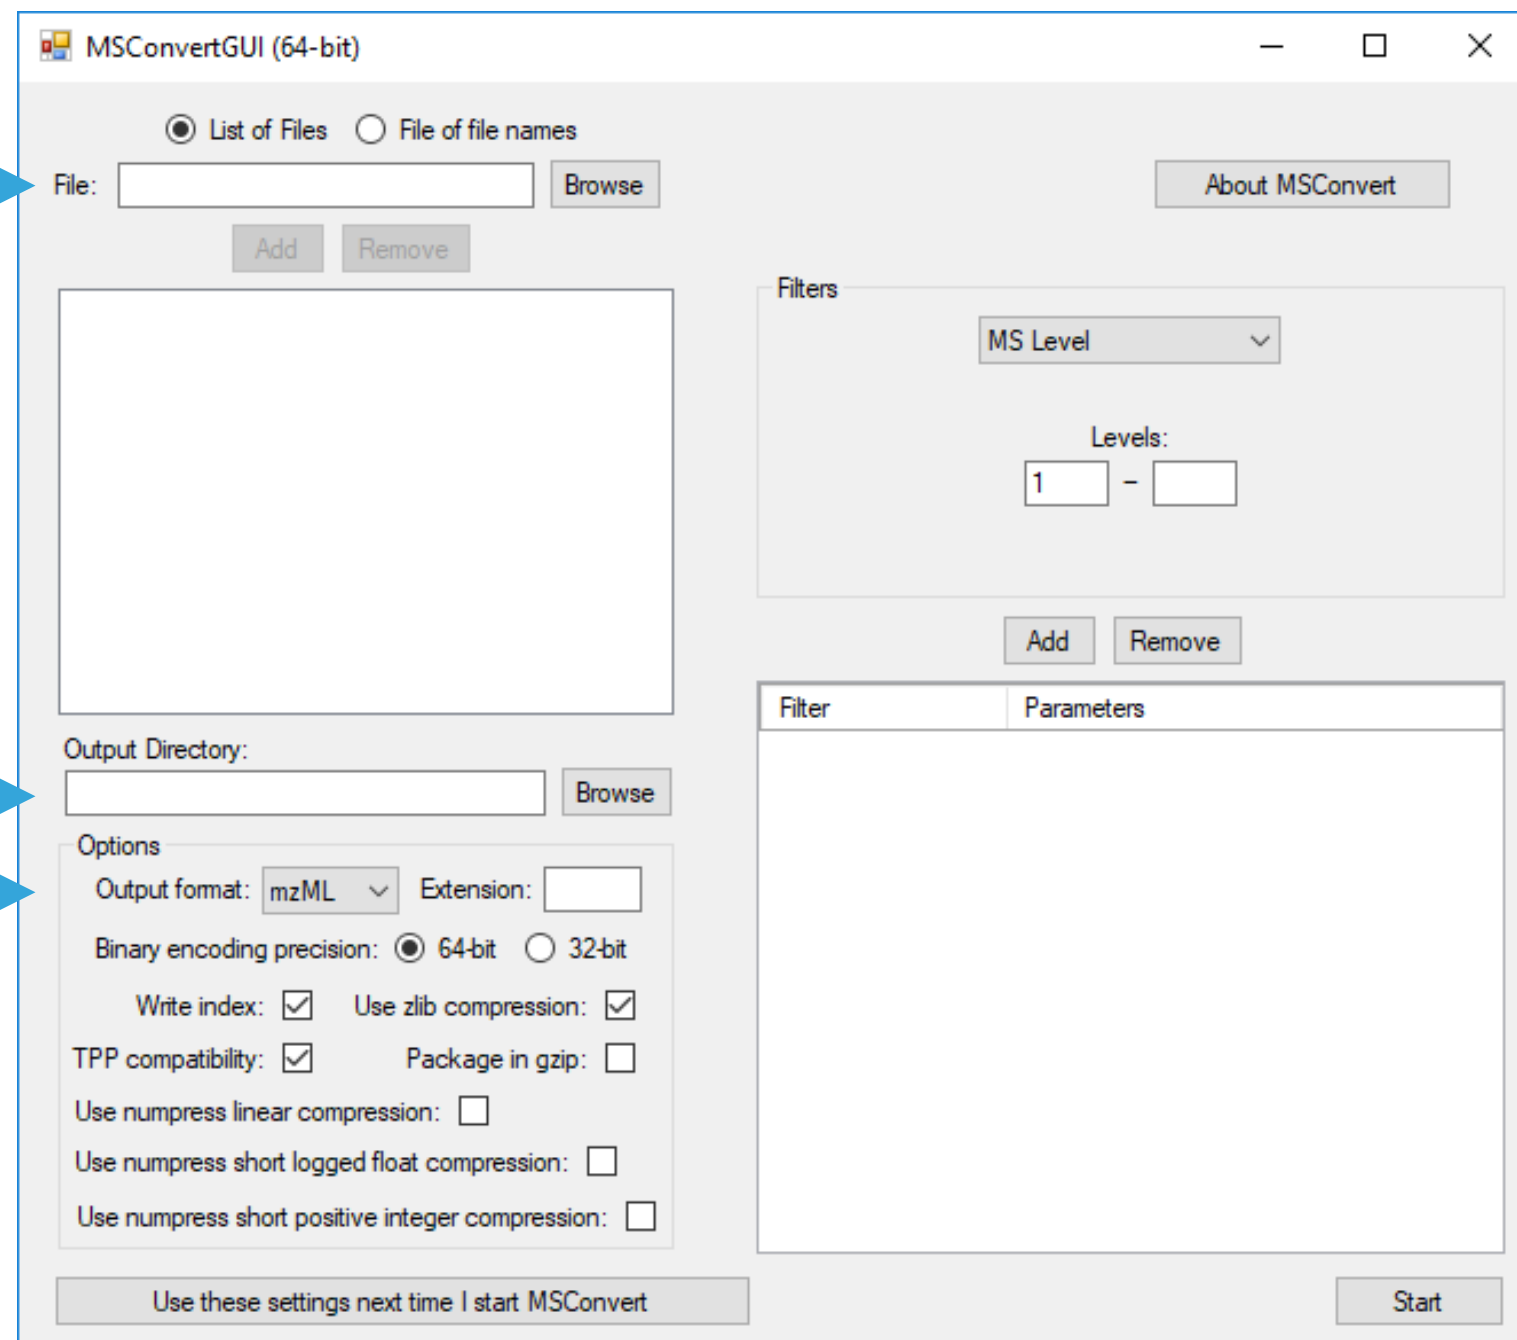 MSConvertGUI (64-bit)
List of Files File of file names
File: Browse
About MSConvert
Add Remove
Filters
MS Level
Levels:
1 -
Add Remove
Filter Parameters
Output Directory:
Browse
Options
Output format: mzML Extension:
Binary encoding precision: 64-bit 32-bit
Write index: Use zlib compression:
TPP compatibility: Package in gzip:
Use numpress linear compression:
Use numpress short logged float compression:
Use numpress short positive integer compression:
Use these settings next time I start MSConvert
Start